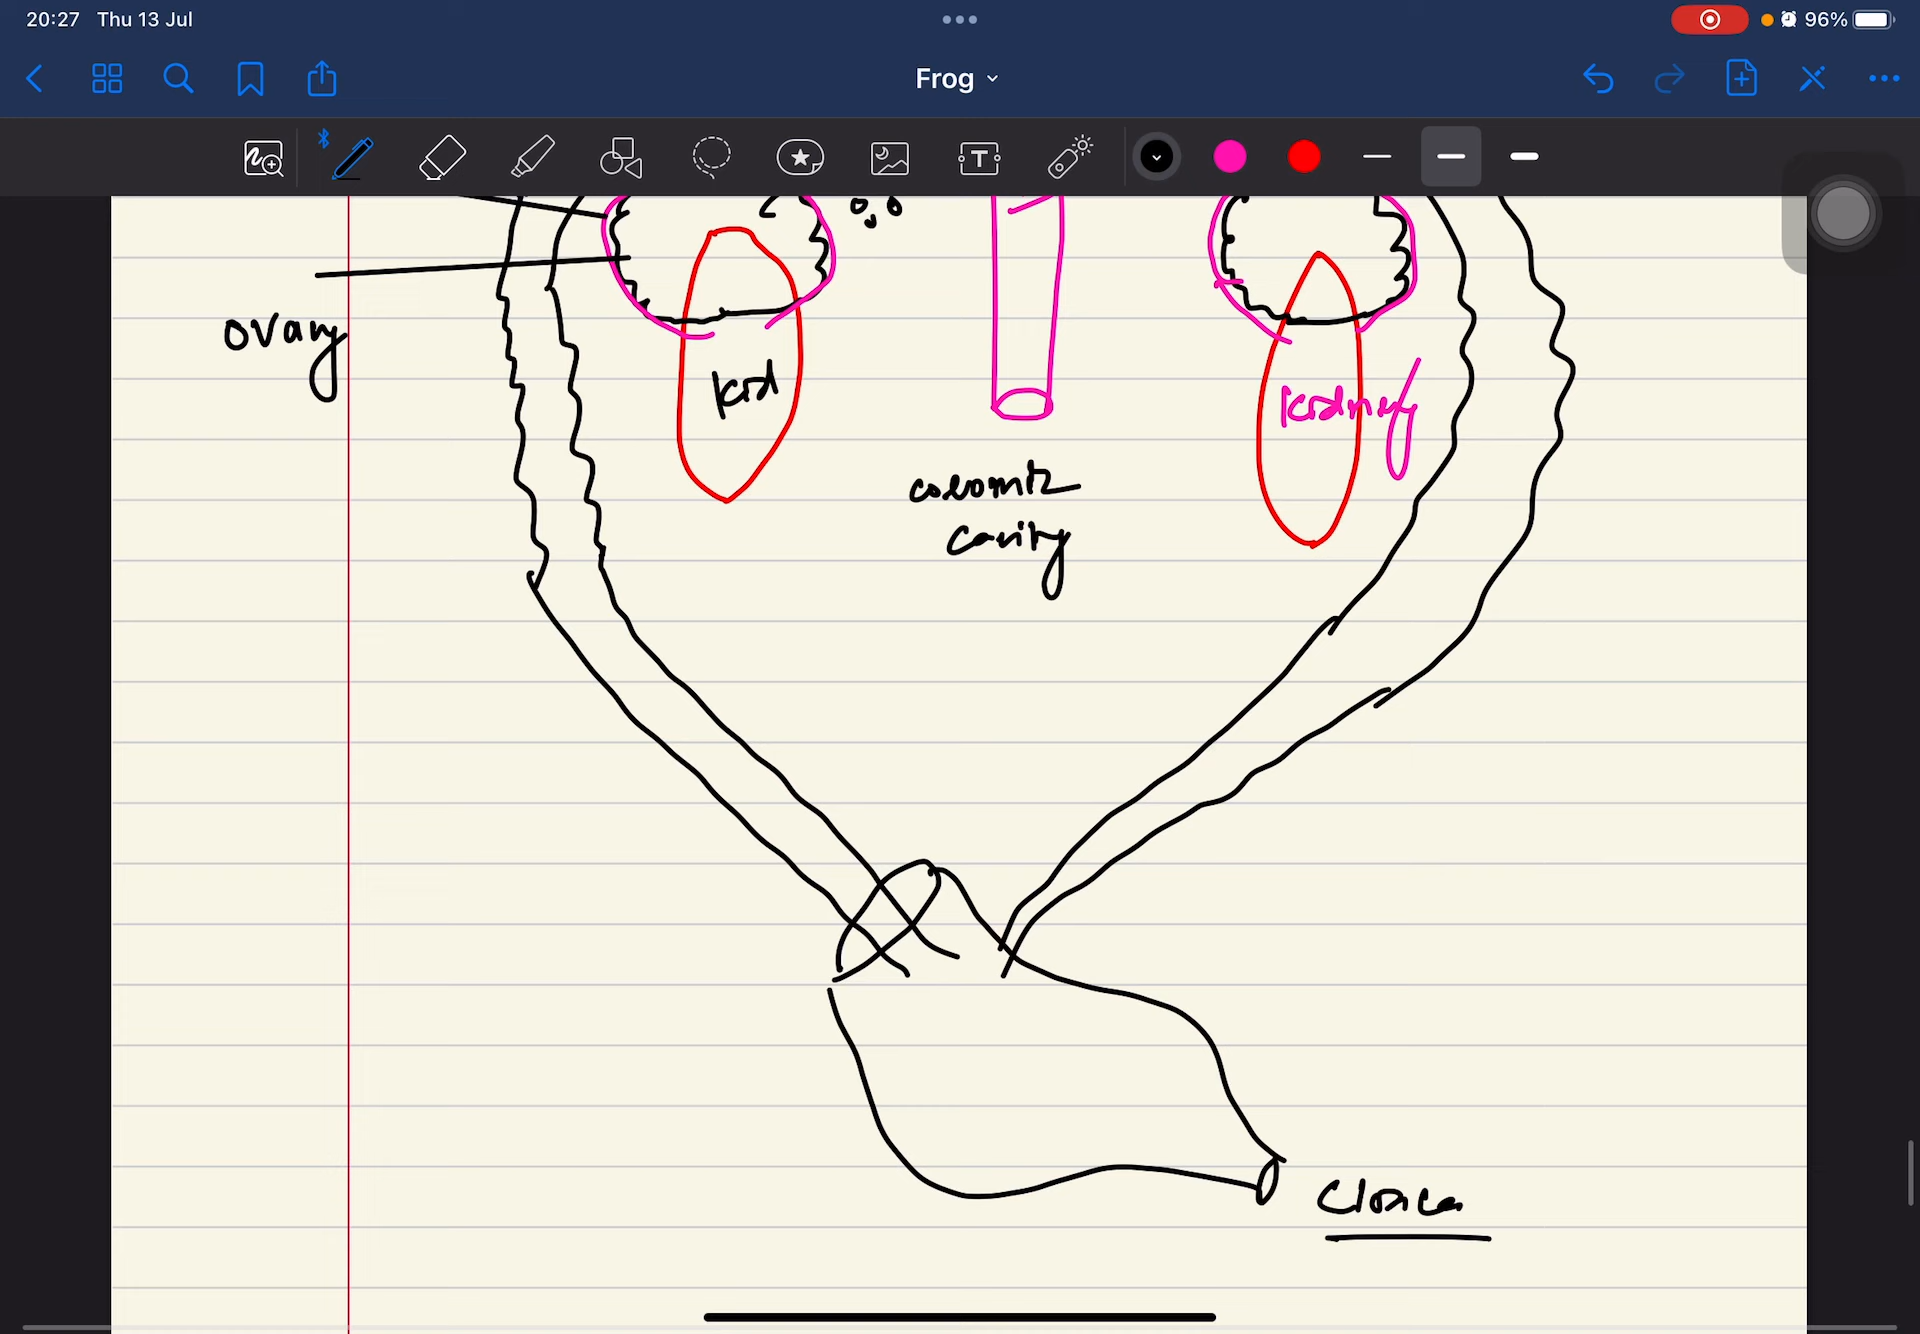 20:27 Thu 13 Jul
96%
Frog
T
ovary
kid
kidney
coelomic
cavity
Cloaca